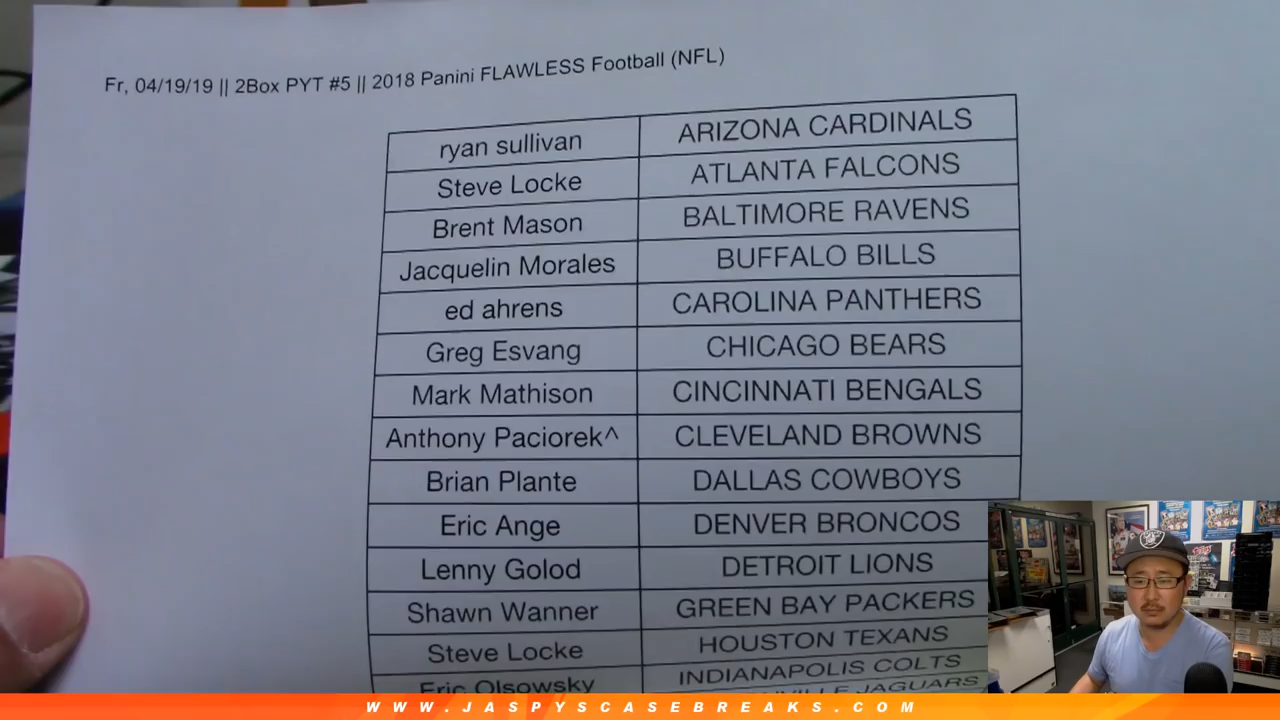 Fr, 04/19/19 || 2Box PYT #5 || 2018 Panini FLAWLESS Football (NFL)
ryan sullivan ARIZONA CARDINALS
Steve Locke ATLANTA FALCONS
Brent Mason BALTIMORE RAVENS
Jacquelin Morales BUFFALO BILLS
ed ahrens CAROLINA PANTHERS
Greg Esvang CHICAGO BEARS
Mark Mathison CINCINNATI BENGALS
Anthony Paciorek^ CLEVELAND BROWNS
Brian Plante DALLAS COWBOYS
Eric Ange DENVER BRONCOS
Lenny Golod DETROIT LIONS
Shawn Wanner GREEN BAY PACKERS
Steve Locke HOUSTON TEXANS
Eric Olsowsky INDIANAPOLIS COLTS
JAGUARS
WWW.JASPYSCASEBREAKS.COM